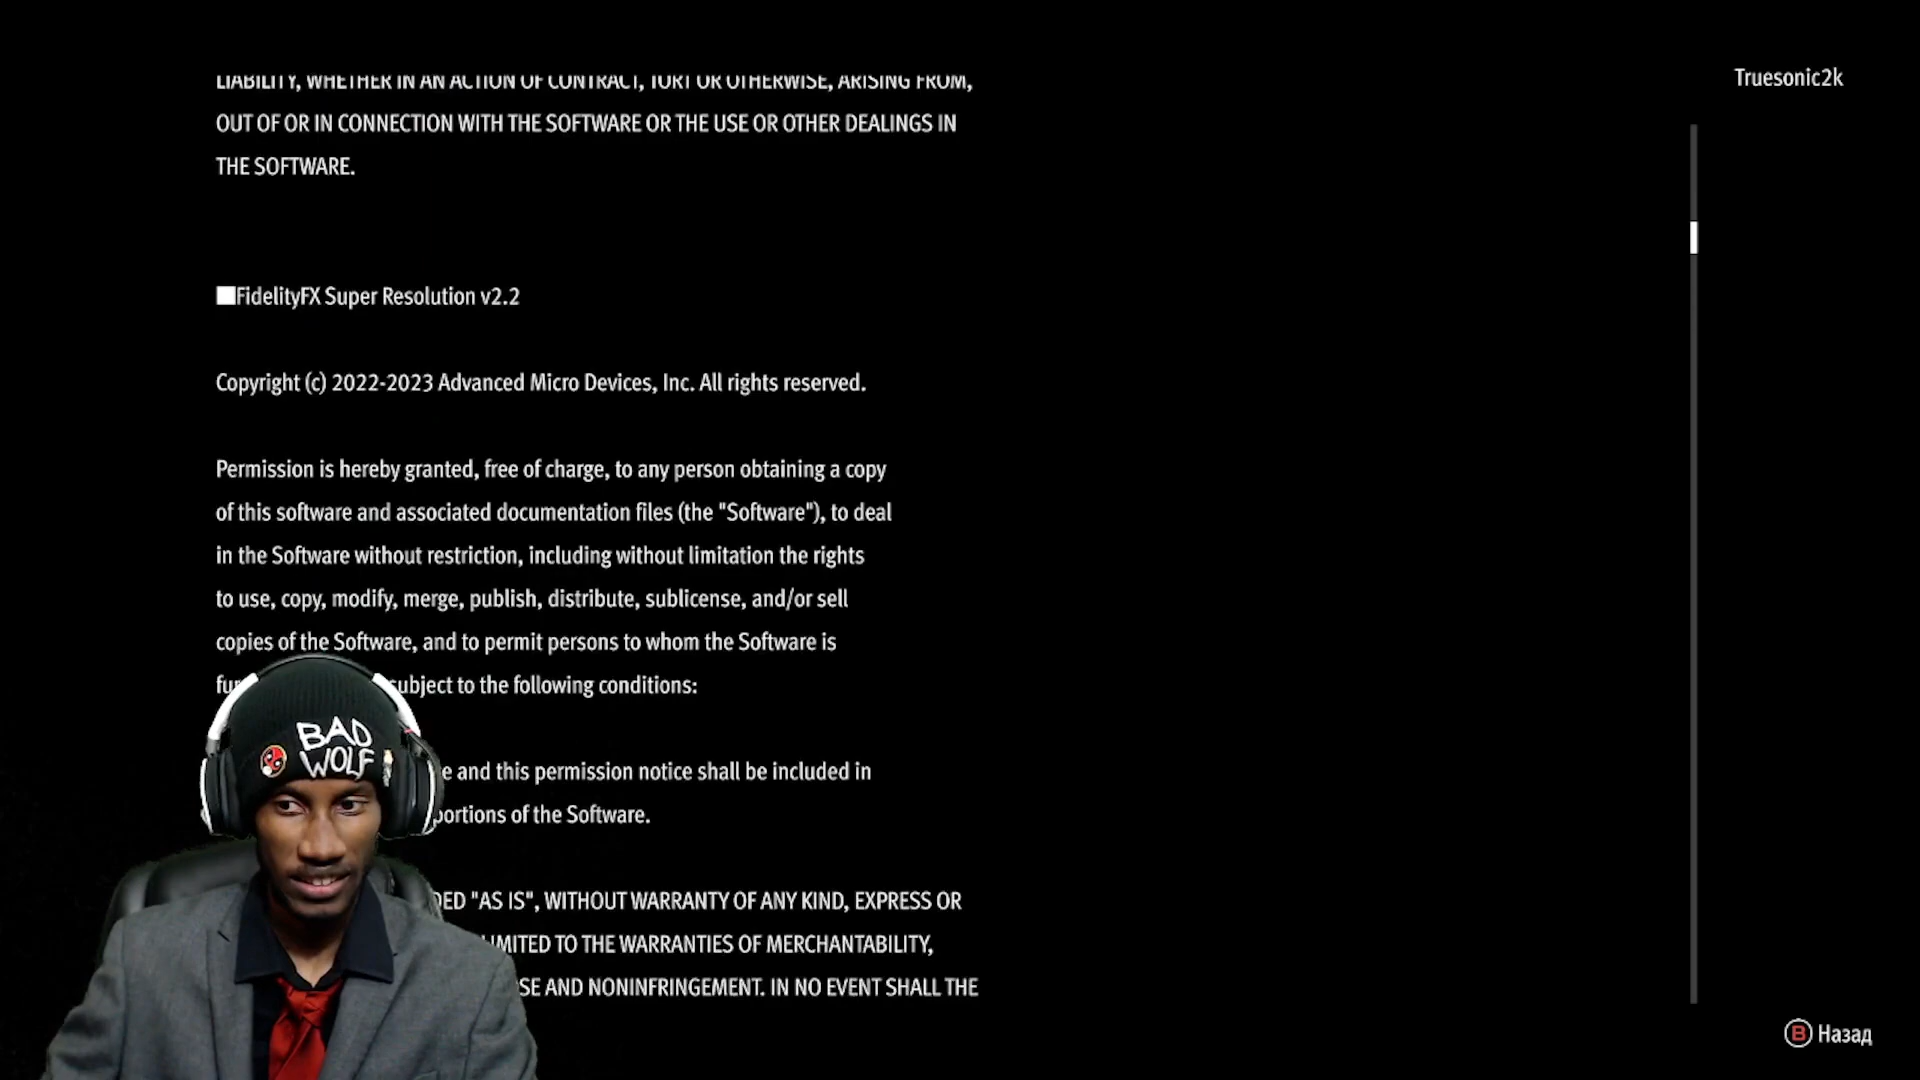 LIABILITY, WHETHER IN AN ACTION OF CONTRACT, TORT OR OTHERWISE, ARISING FROM,
OUT OF OR IN CONNECTION WITH THE SOFTWARE OR THE USE OR OTHER DEALINGS IN
THE SOFTWARE.
Truesonic2k
FidelityFX Super Resolution v2.2
Copyright (c) 2022-2023 Advanced Micro Devices, Inc. All rights reserved.
Permission is hereby granted, free of charge, to any person obtaining a copy
of this software and associated documentation files (the "Software"), to deal
in the Software without restriction, including without limitation the rights
to use, copy, modify, merge, publish, distribute, sublicense, and/or sell
copies of the Software, and to permit persons to whom the Software is
subject to the following conditions:
and this permission notice shall be included in
portions of the Software.
"AS IS", WITHOUT WARRANTY OF ANY KIND, EXPRESS OR
TO THE WARRANTIES OF MERCHANTABILITY,
AND NONINFRINGEMENT. IN NO EVENT SHALL THE
BAD
WOLF
B Назад